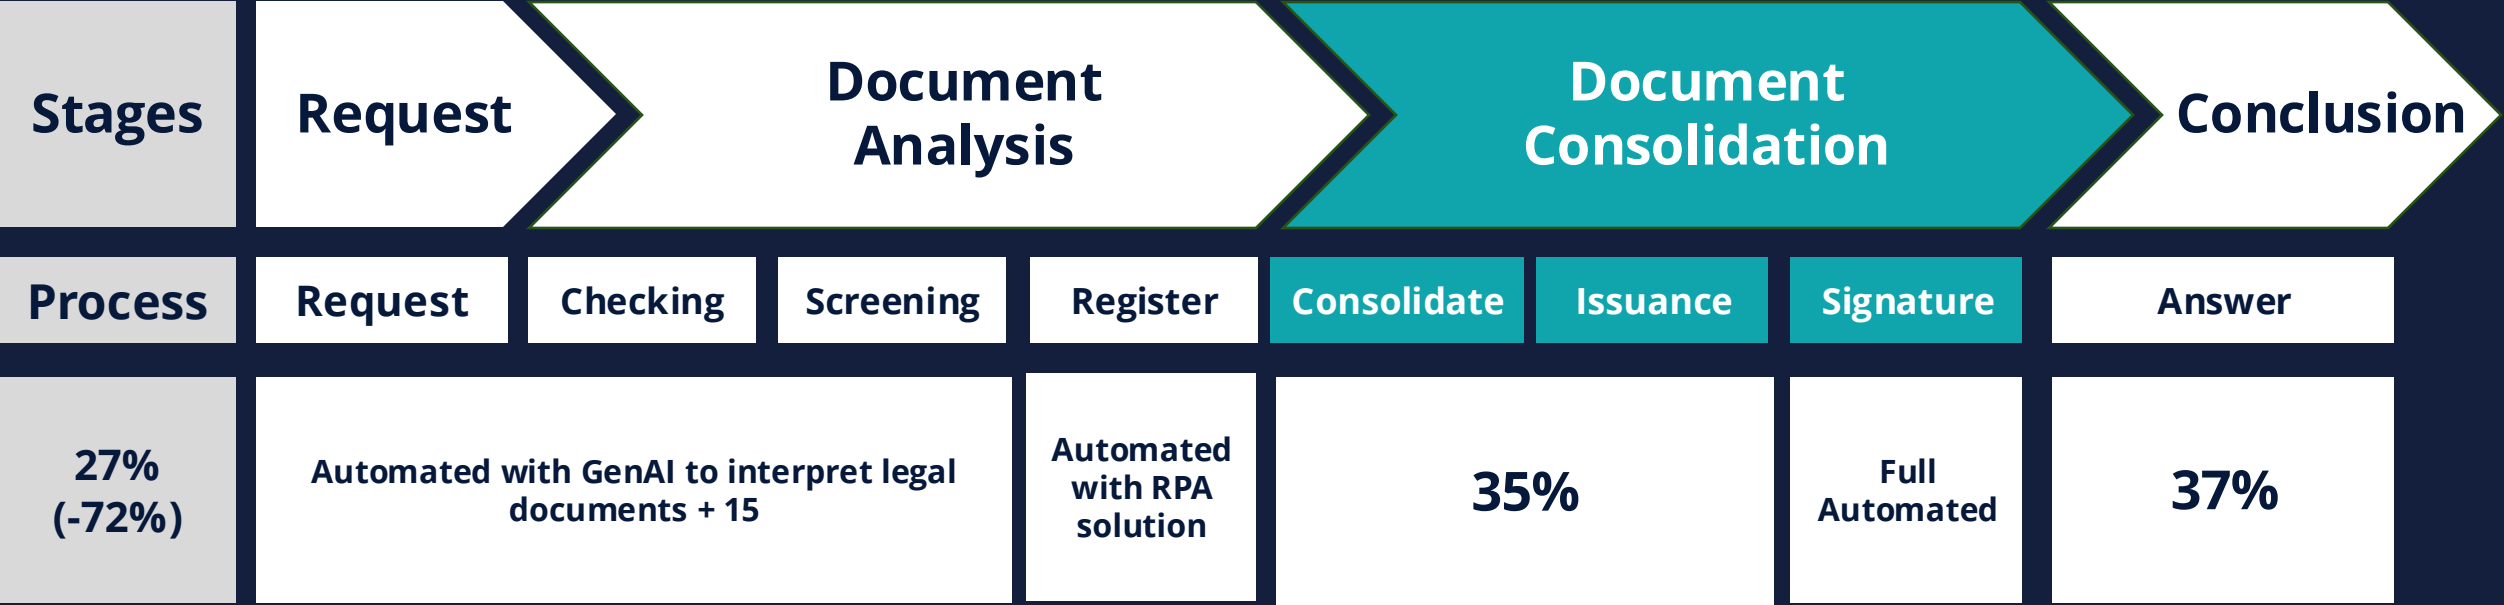 Stages
Request
Document
Analysis
Document
Consolidation
Conclusion
Process
Request
Checking
Screening
Register
Consolidate
Issuance
Signature
Answer
27%
(-72%)
Automated with GenAI to interpret legal
documents + 15
Automated
with RPA
solution
35%
Full
Automated
37%